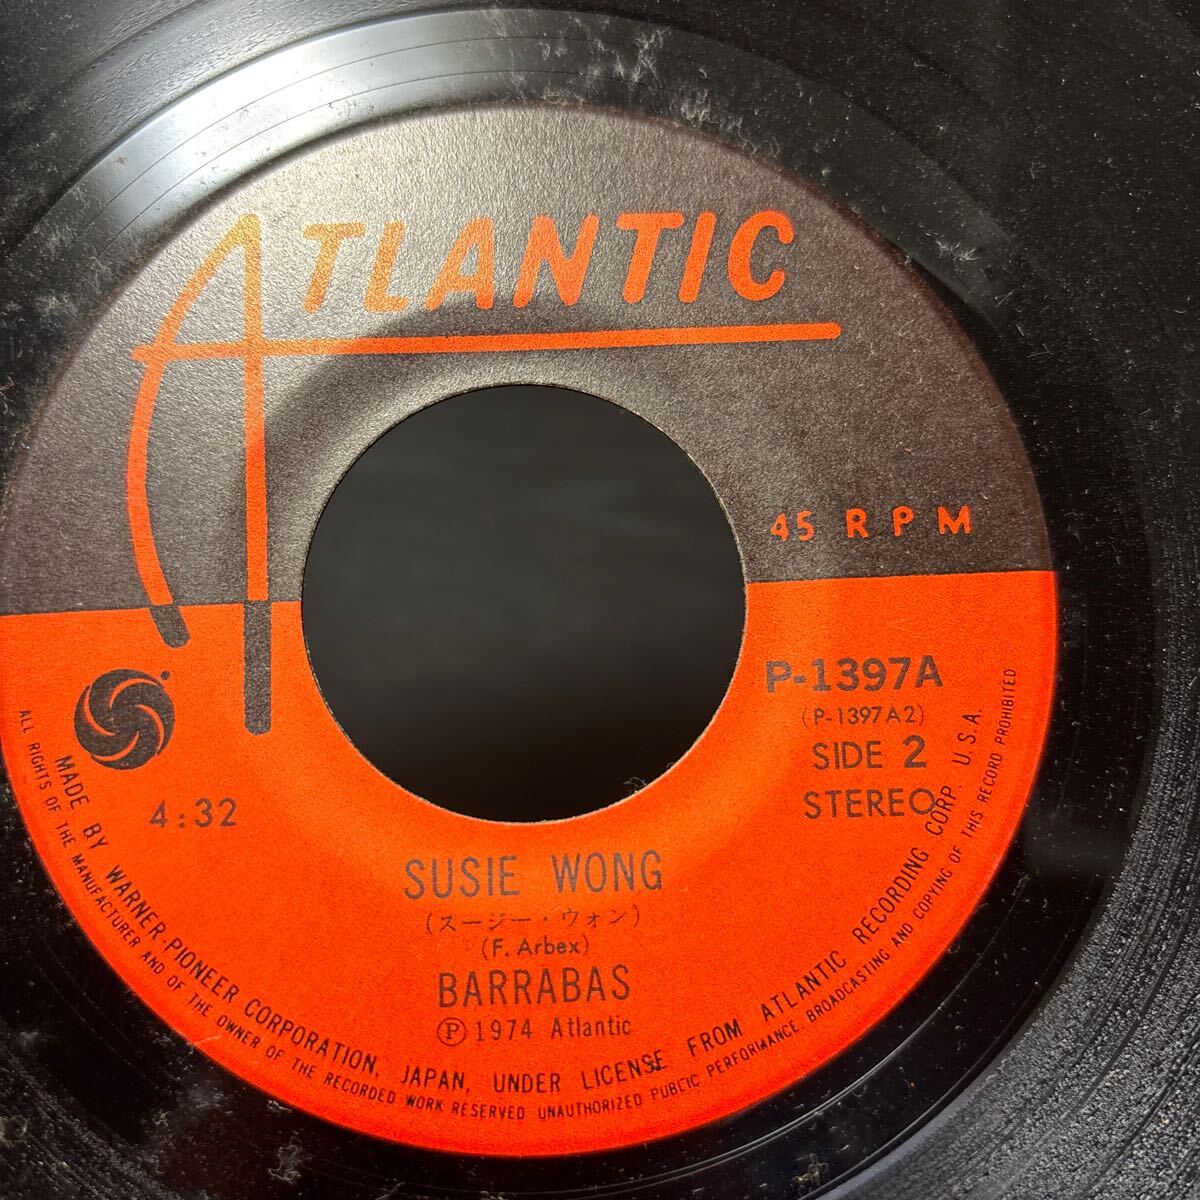 ATLANTIC
45 RPM
P-1397A
(P-1397A2)
SIDE 2
STEREO
4:32
SUSIE WONG
(スージー・ウォン)
(F. Arbex)
BARRABAS
Ⓟ 1974 Atlantic
MADE BY WARNER-PIONEER CORPORATION, JAPAN, UNDER LICENSE FROM ATLANTIC RECORDING CORP. U.S.A.
ALL RIGHTS OF THE MANUFACTURER AND OF THE OWNER OF THE RECORDED WORK RESERVED UNAUTHORIZED PUBLIC PERFORMANCE BROADCASTING AND COPYING OF THIS RECORD PROHIBITED